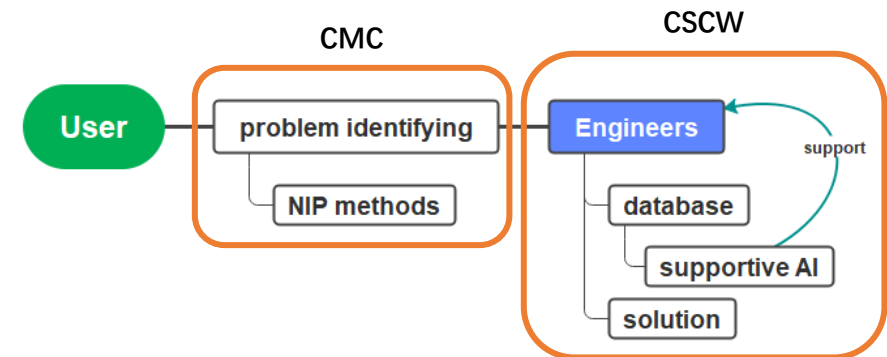 CMC
CSCW
User
problem identifying
Engineers
support
NIP methods
database
supportive AI
solution